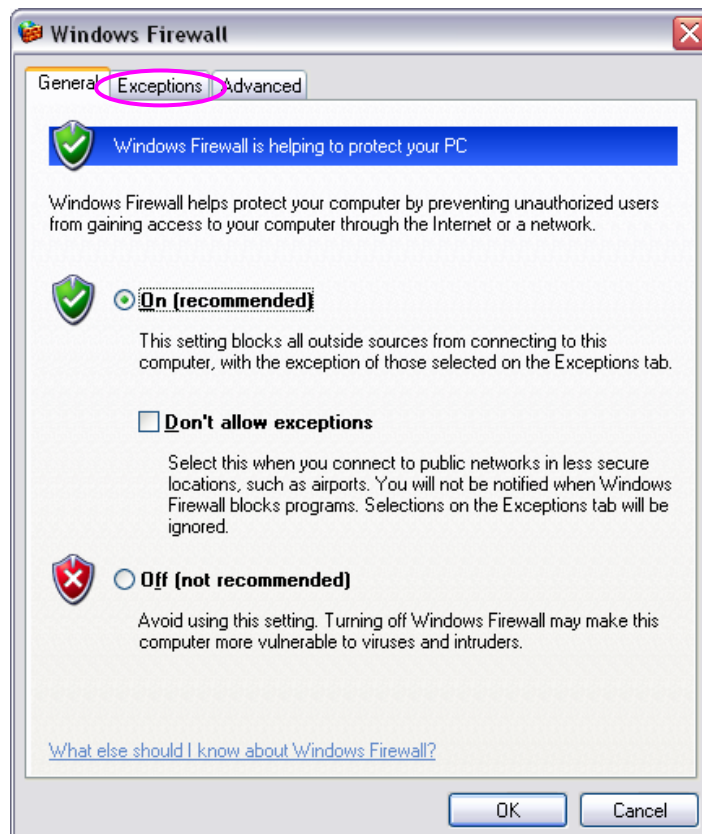 Windows Firewall
General Exceptions Advanced
Windows Firewall is helping to protect your PC
Windows Firewall helps protect your computer by preventing unauthorized users
from gaining access to your computer through the Internet or a network.
On (recommended)
This setting blocks all outside sources from connecting to this
computer, with the exception of those selected on the Exceptions tab.
Don't allow exceptions
Select this when you connect to public networks in less secure
locations, such as airports. You will not be notified when Windows
Firewall blocks programs. Selections on the Exceptions tab will be
ignored.
Off (not recommended)
Avoid using this setting. Turning off Windows Firewall may make this
computer more vulnerable to viruses and intruders.
What else should I know about Windows Firewall?
OK Cancel